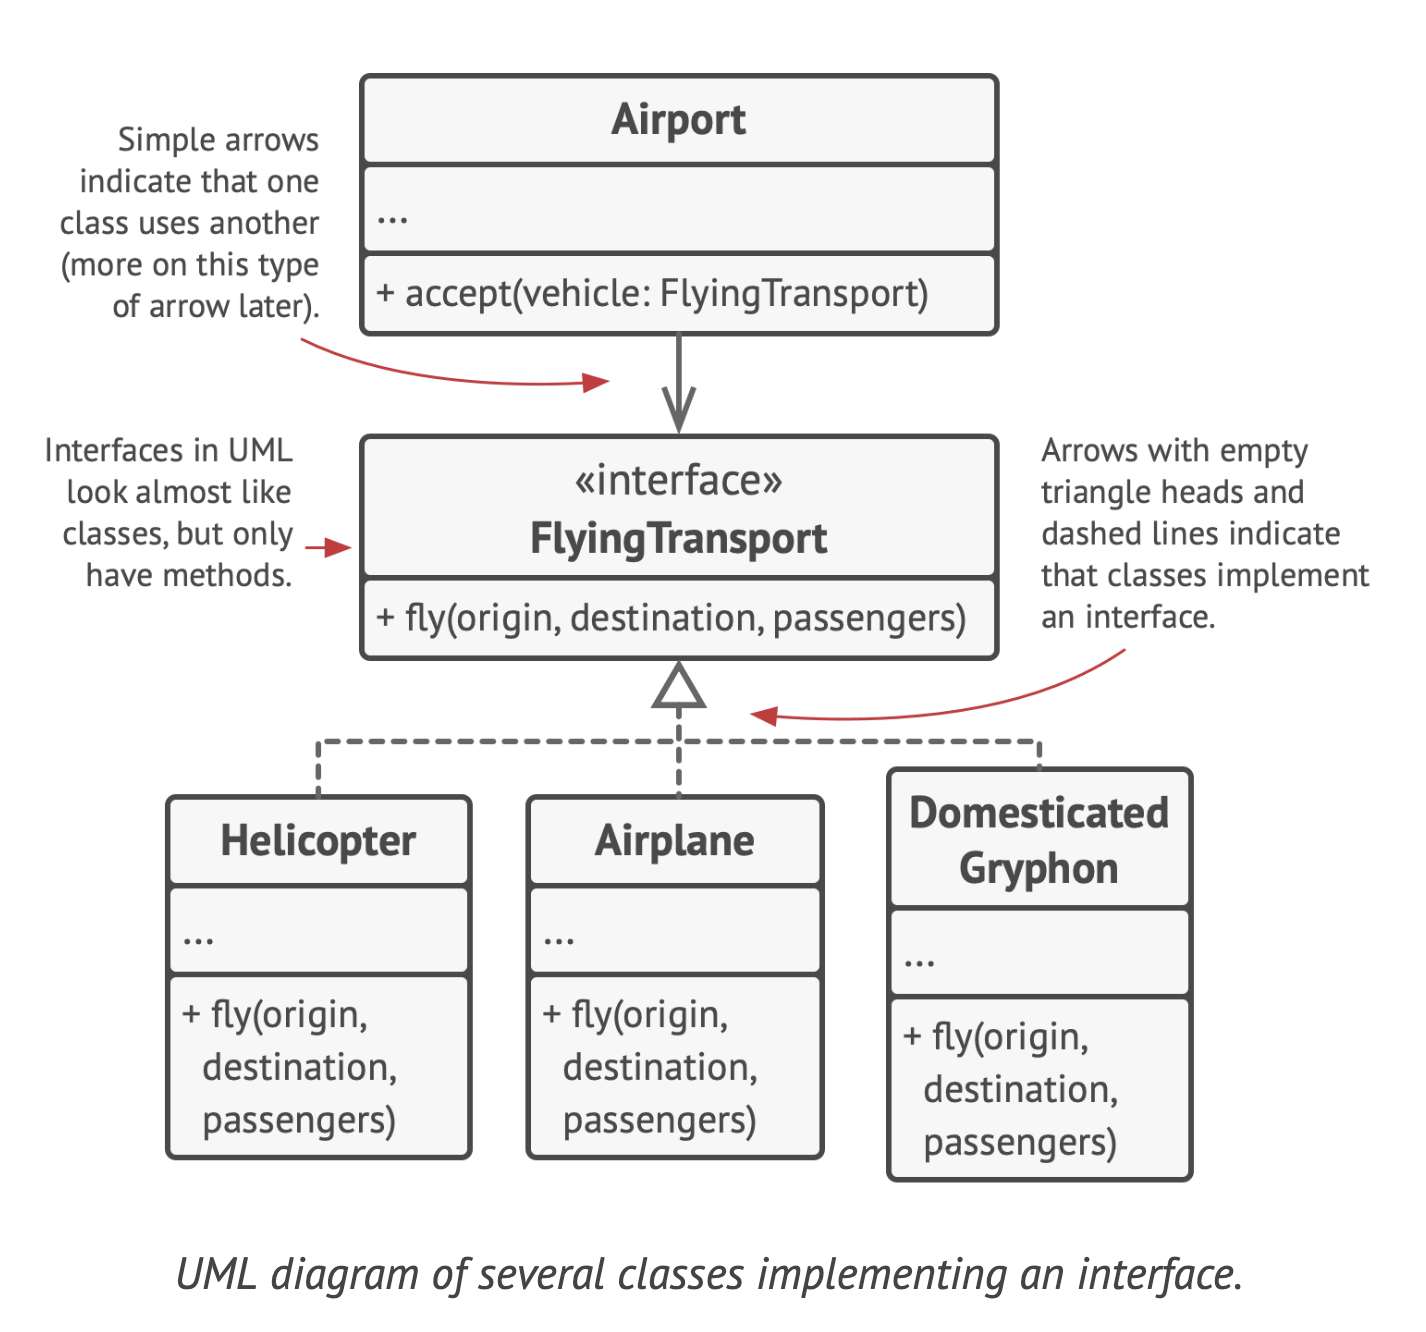 Airport
...
+ accept(vehicle: FlyingTransport)
Simple arrows
indicate that one
class uses another
(more on this type
of arrow later).
Interfaces in UML
look almost like
classes, but only
have methods.
«interface»
FlyingTransport
+ fly(origin, destination, passengers)
Arrows with empty
triangle heads and
dashed lines indicate
that classes implement
an interface.
Helicopter
...
+ fly(origin,
destination,
passengers)
Airplane
...
+ fly(origin,
destination,
passengers)
Domesticated
Gryphon
...
+ fly(origin,
destination,
passengers)
UML diagram of several classes implementing an interface.